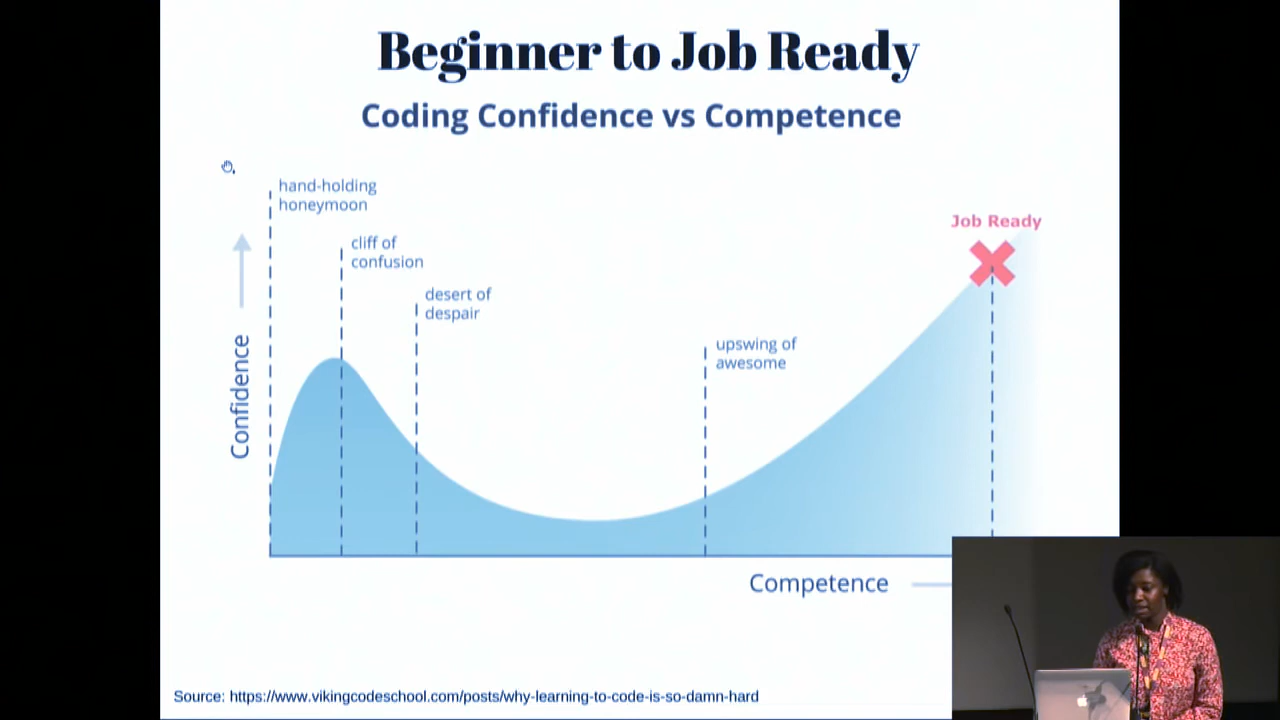 Beginner to Job Ready
Coding Confidence vs Competence
hand-holding
honeymoon
cliff of
confusion
desert of
despair
upswing of
awesome
Job Ready
Confidence
Competence
Source: https://www.vikingcodeschool.com/posts/why-learning-to-code-is-so-damn-hard